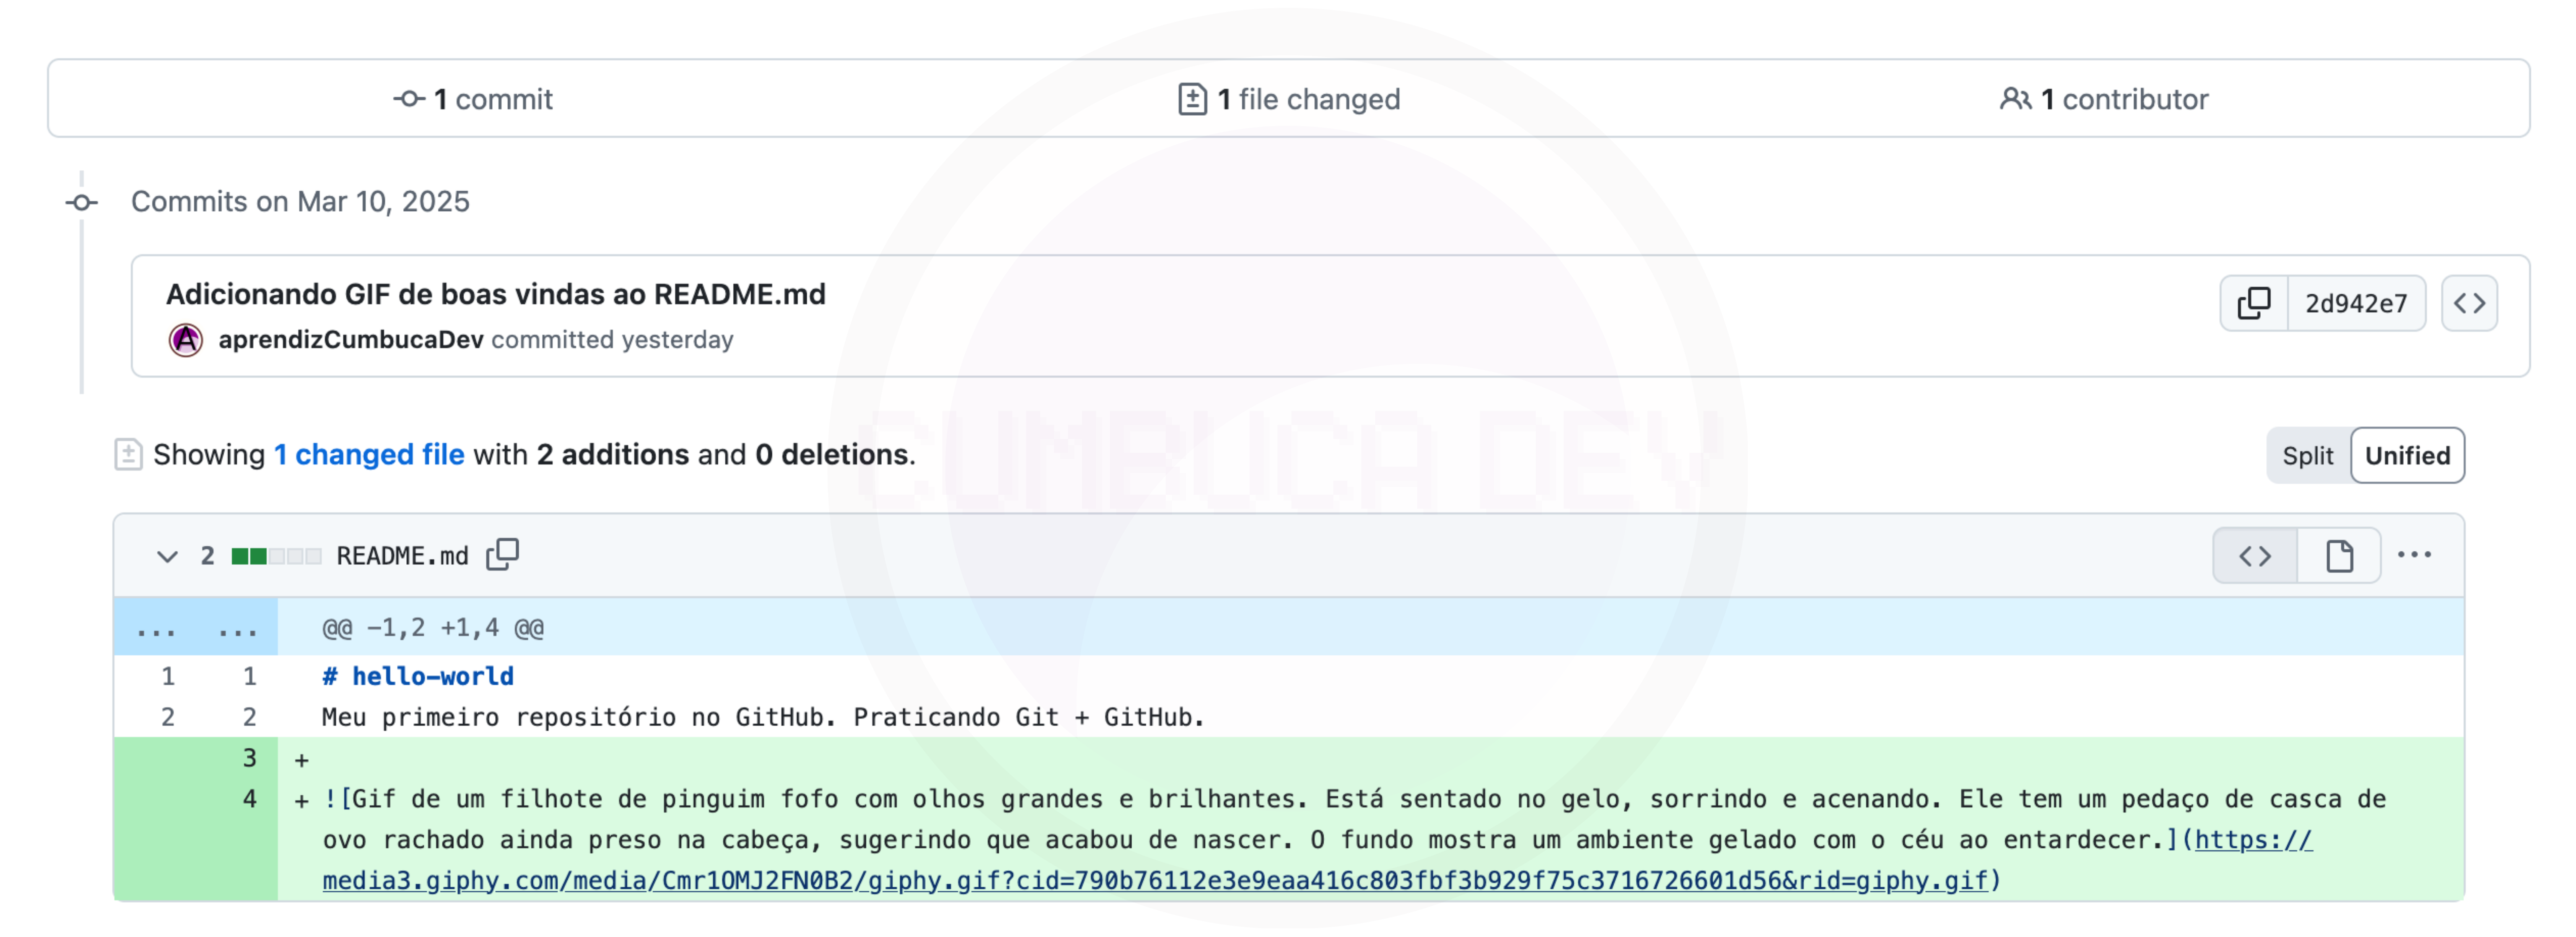 1 commit
1 file changed
1 contributor
Commits on Mar 10, 2025
Adicionando GIF de boas vindas ao README.md
2d942e7
aprendizCumbucaDev committed yesterday
CUMBUCA DEV
Showing 1 changed file with 2 additions and 0 deletions.
Split
Unified
2 README.md
... ... @@ -1,2 +1,4 @@
1 1 # hello-world
2 2 Meu primeiro repositório no GitHub. Praticando Git + GitHub.
3 +
4 + ![Gif de um filhote de pinguim fofo com olhos grandes e brilhantes. Está sentado no gelo, sorrindo e acenando. Ele tem um pedaço de casca de
ovo rachado ainda preso na cabeça, sugerindo que acabou de nascer. O fundo mostra um ambiente gelado com o céu ao entardecer.](https://
media3.giphy.com/media/Cmr1OMJ2FN0B2/giphy.gif?cid=790b76112e3e9eaa416c803fbf3b929f75c3716726601d56&rid=giphy.gif)